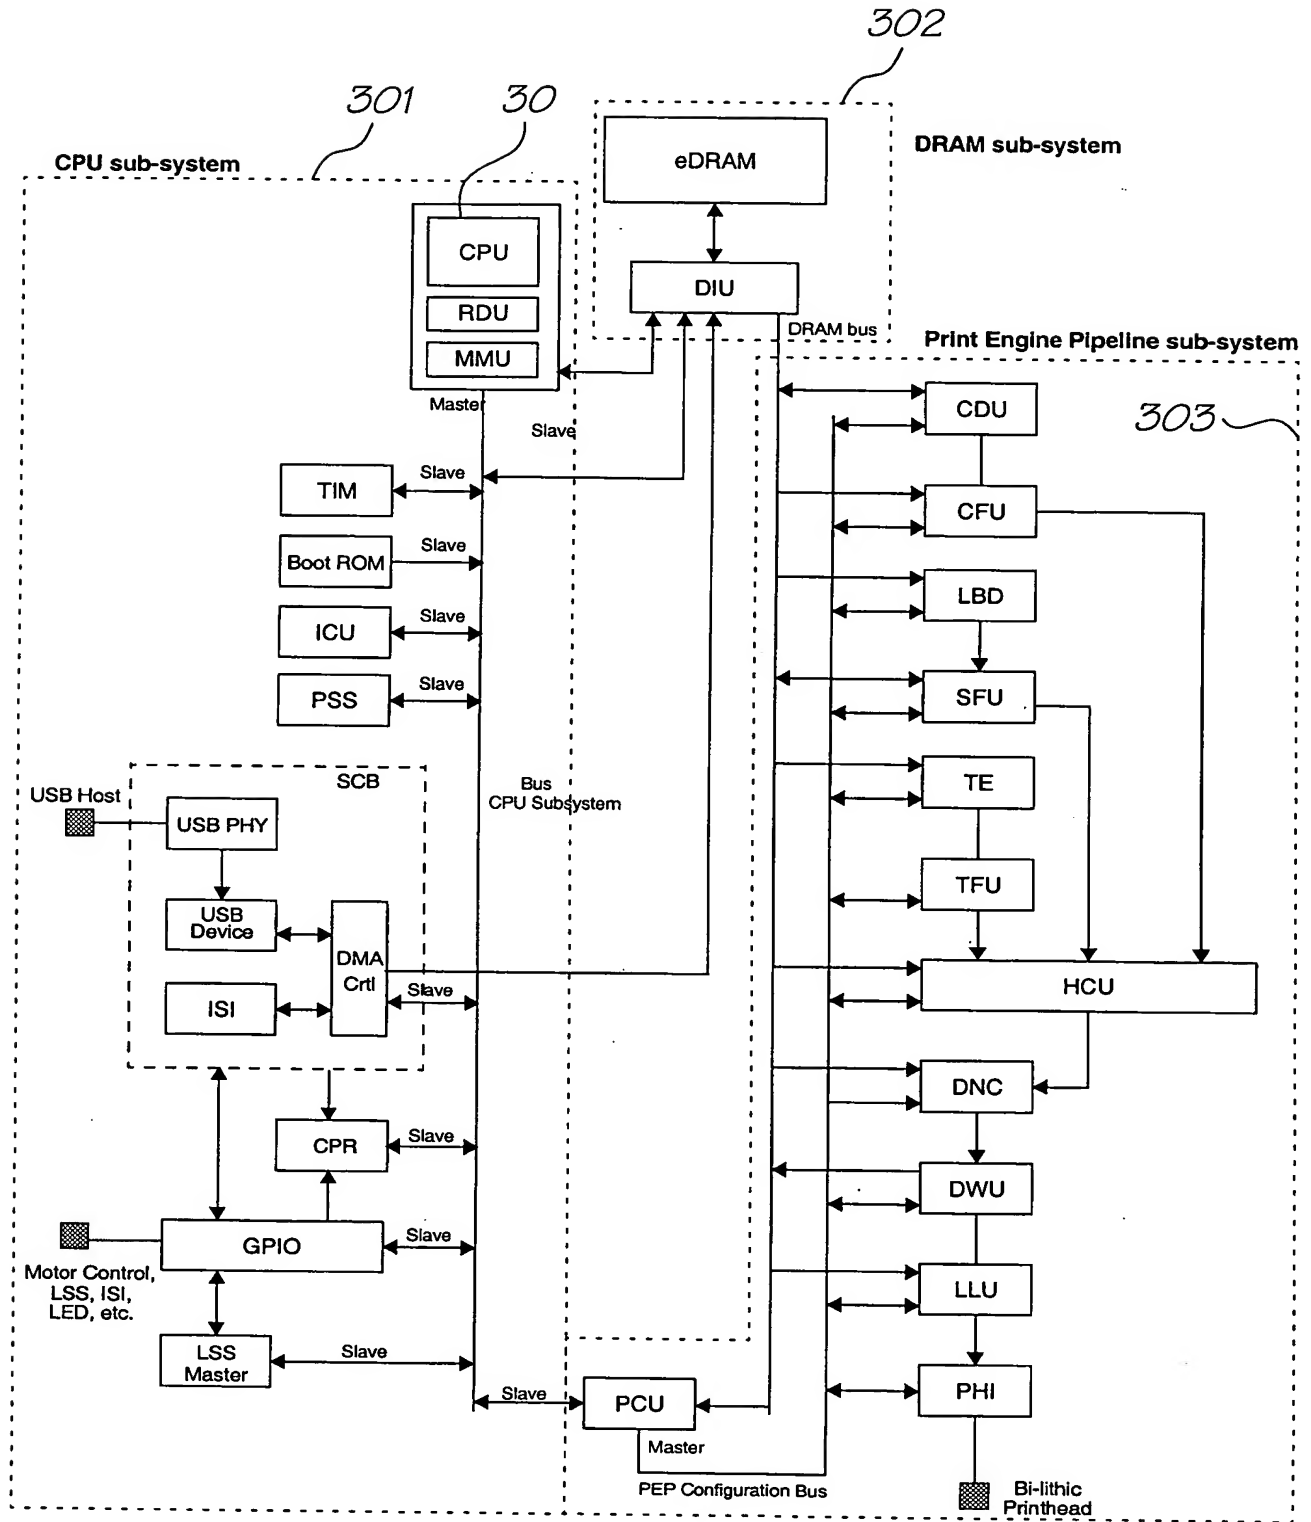 302
301
30
CPU sub-system
DRAM sub-system
eDRAM
CPU
DIU
RDU
DRAM bus
MMU
Print Engine Pipeline sub-system
Master
Slave
CDU
303
TIM
Slave
CFU
Boot ROM
Slave
LBD
ICU
Slave
PSS
Slave
SFU
SCB
Bus
CPU Subsystem
TE
USB Host
USB PHY
TFU
USB
Device
DMA
Crtl
HCU
ISI
Slave
DNC
CPR
Slave
DWU
GPIO
Slave
Motor Control,
LSS, ISI,
LED, etc.
LLU
LSS
Master
Slave
PHI
Slave
PCU
Master
PEP Configuration Bus
Bi-lithic
Printhead